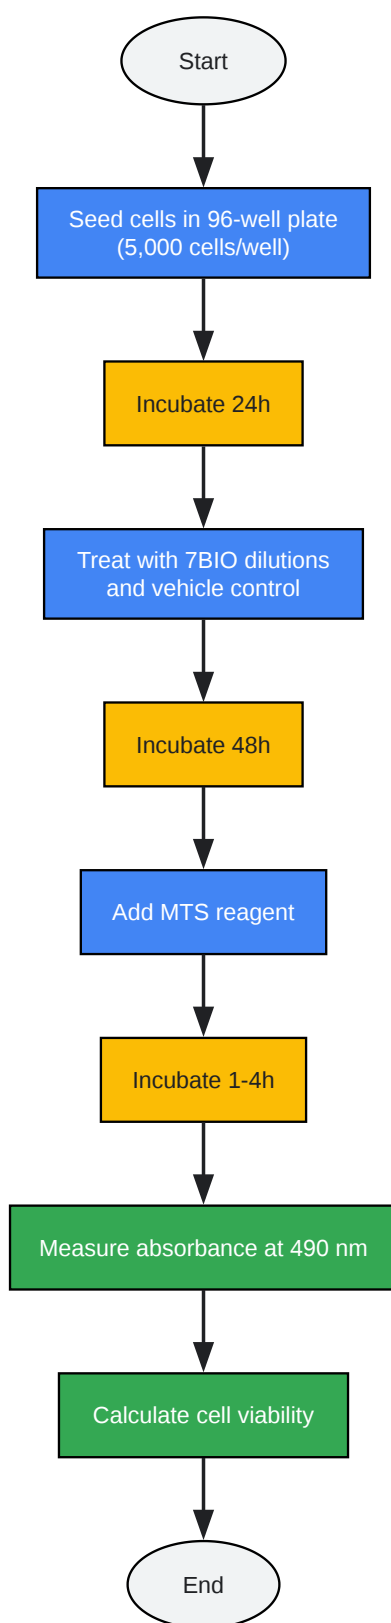 Start
Seed cells in 96-well plate
(5,000 cells/well)
Incubate 24h
Treat with 7BIO dilutions
and vehicle control
Incubate 48h
Add MTS reagent
Incubate 1-4h
Measure absorbance at 490 nm
Calculate cell viability
End